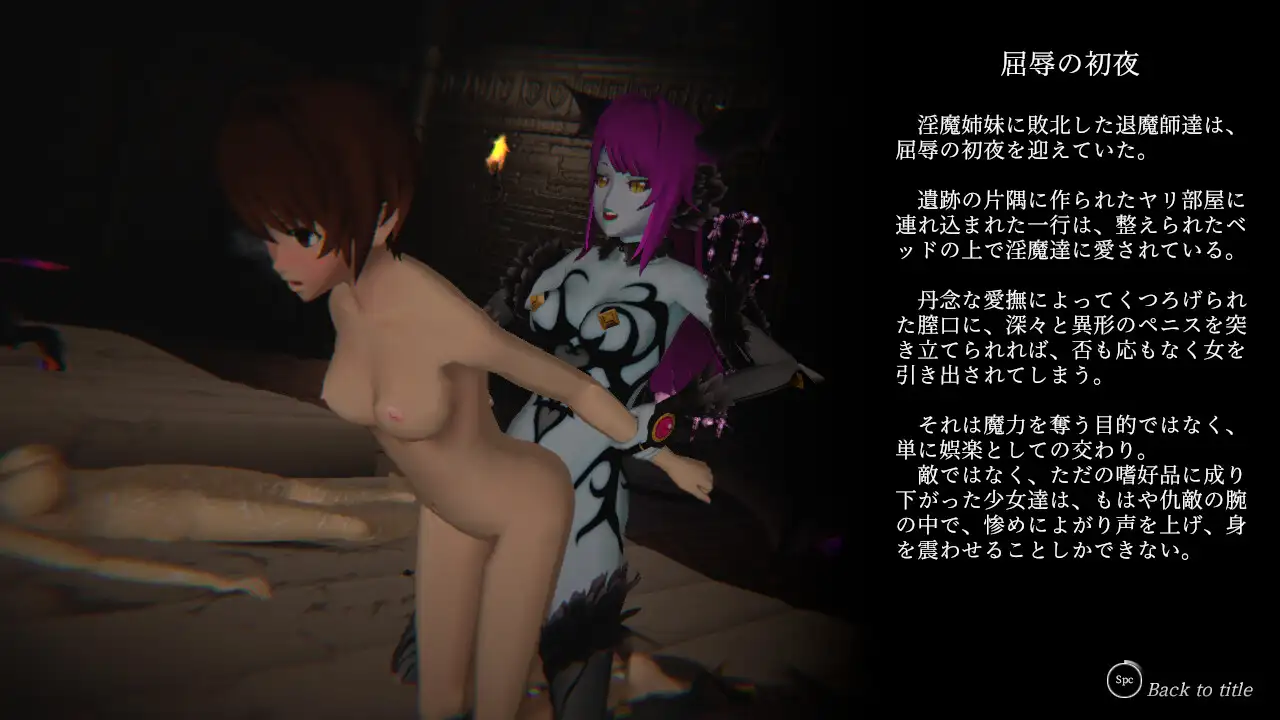 屈辱の初夜
淫魔姉妹に敗北した退魔師達は、
屈辱の初夜を迎えていた。
遺跡の片隅に作られたヤリ部屋に
連れ込まれた一行は、整えられたベ
ッドの上で淫魔達に愛されている。
丹念な愛撫によってくつろげられ
た膣口に、深々と異形のペニスを突
き立てられれば、否も応もなく女を
引き出されてしまう。
それは魔力を奪う目的ではなく、
単に娯楽としての交わり。
敵ではなく、ただの嗜好品に成り
下がった少女達は、もはや仇敵の腕
の中で、惨めによがり声を上げ、身
を震わせることしかできない。
Spc
Back to title